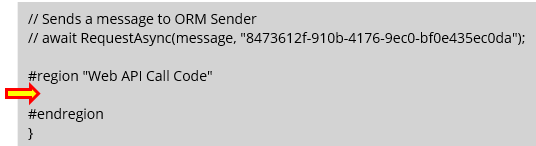 // Sends a message to ORM Sender
// await RequestAsync(message, "8473612f-910b-4176-9ec0-bf0e435ec0da");
#region "Web API Call Code"
#endregion
}